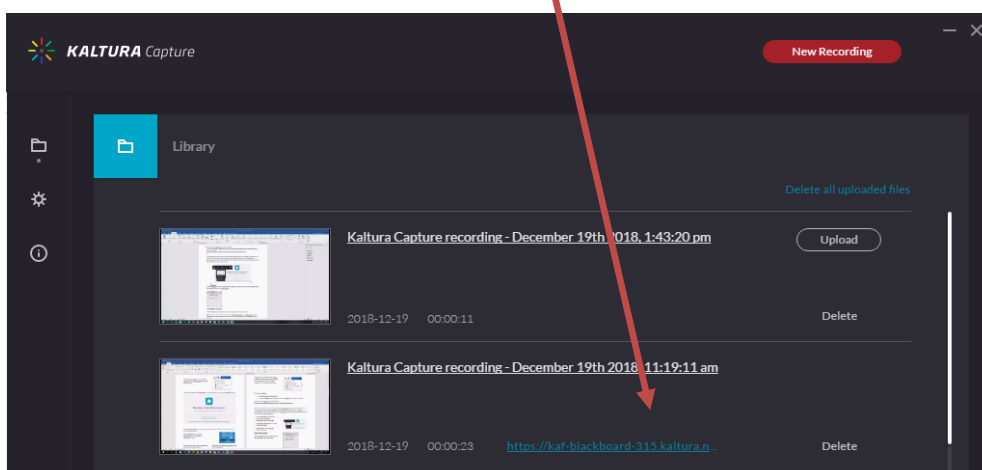 KALTURA Capture
New Recording
Library
Delete all uploaded files
Kaltura Capture recording - December 19th 2018, 1:43:20 pm
Upload
2018-12-19 00:00:11
Delete
Kaltura Capture recording - December 19th 2018, 11:19:11 am
2018-12-19 00:00:23 https://kaf-blackboard-315.kaltura.n...
Delete